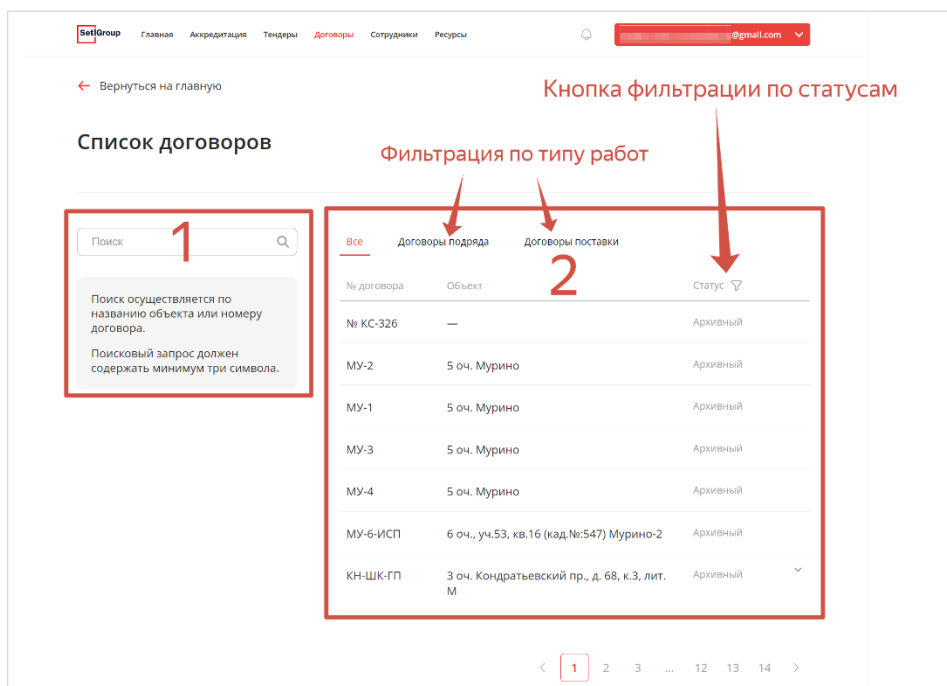 SetlGroup Главная Аккредитация Тендеры Договоры Сотрудники Ресурсы @gmail.com
← Вернуться на главную
Кнопка фильтрации по статусам
Список договоров
Фильтрация по типу работ
1
Поиск
Поиск осуществляется по
названию объекта или номеру
договора.
Поисковый запрос должен
содержать минимум три символа.
Все Договоры подряда Договоры поставки
2
№ договора Объект Статус
№ КС-326 — Архивный
МУ-2 5 оч. Мурино Архивный
МУ-1 5 оч. Мурино Архивный
МУ-3 5 оч. Мурино Архивный
МУ-4 5 оч. Мурино Архивный
МУ-6-ИСП 6 оч., уч.53, кв.16 (кад.№:547) Мурино-2 Архивный
КН-ШК-ГП 3 оч. Кондратьевский пр., д. 68, к.3, лит. Архивный
М
< 1 2 3 ... 12 13 14 >